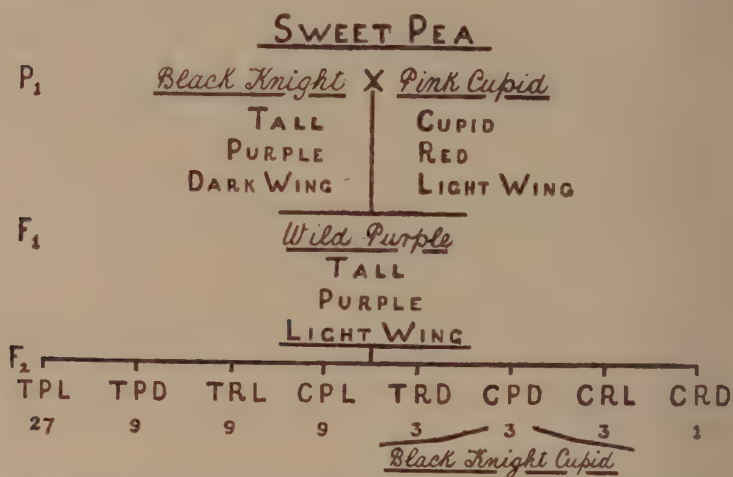 SWEET PEA
P1 Black Knight X Pink Cupid
TALL CUPID
PURPLE RED
DARK WING LIGHT WING
F1 Wild Purple
TALL
PURPLE
LIGHT WING
F2
TPL TPD TRL CPL TRD CPD CRL CRD
27 9 9 9 3 3 3 1
Black Knight Cupid